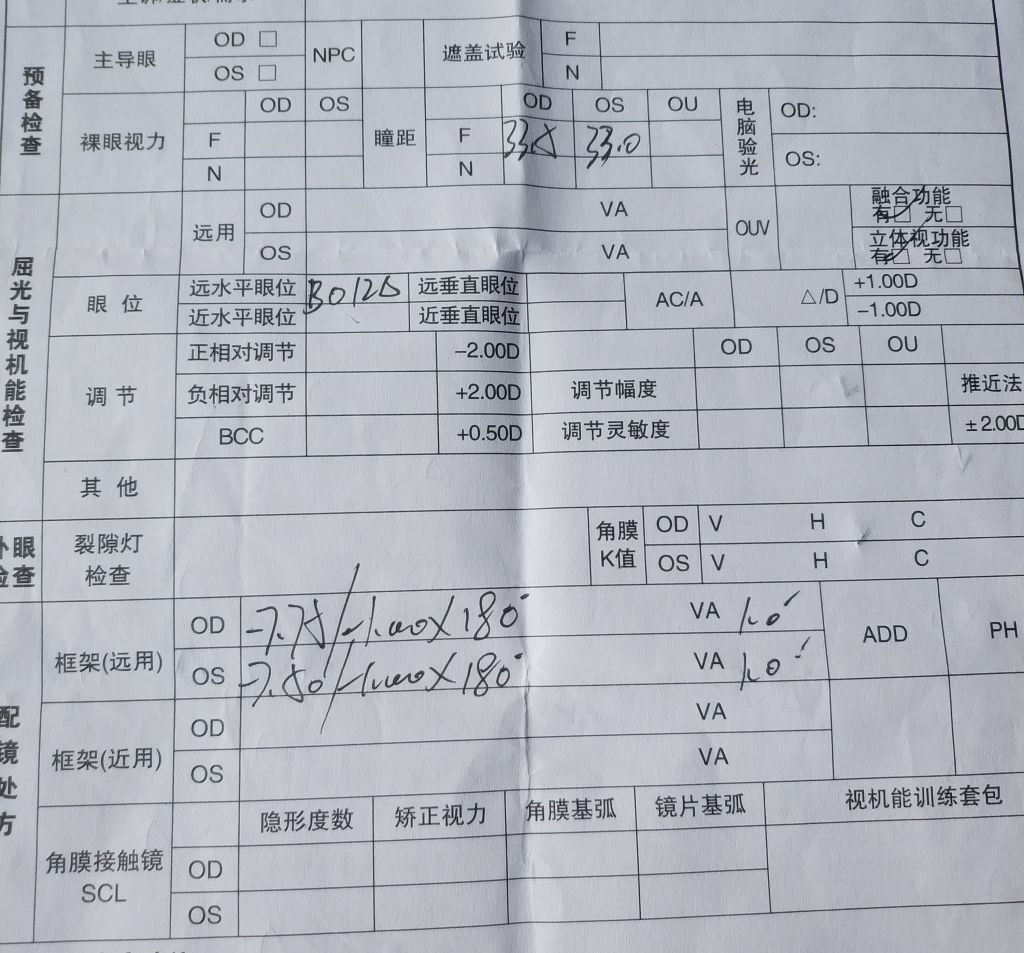 预备检查
主导眼 OD □ NPC 遮盖试验 F
OS □ N
裸眼视力 OD OS 瞳距 OD OS OU 电脑验光 OD:
F F 33.5 33.0
N N OS:
屈光与视机能检查
远用 OD VA OUV 融合功能
有☑ 无□
OS VA 立体视功能
有☑ 无□
眼位 远水平眼位 BO12Δ 远垂直眼位 AC/A △/D +1.00D
近水平眼位 近垂直眼位 −1.00D
调节 正相对调节 −2.00D OD OS OU
负相对调节 +2.00D 调节幅度 推近法
BCC +0.50D 调节灵敏度 ±2.00D
其他
外眼检查 裂隙灯检查 角膜K值 OD V H C
OS V H C
配镜处方
框架(远用) OD -7.75/-1.00X180° VA 1.0 ADD PH
OS -7.50/-1.00X180° VA 1.0
框架(近用) OD VA
OS VA
角膜接触镜 SCL 隐形度数 矫正视力 角膜基弧 镜片基弧 视机能训练套包
OD
OS